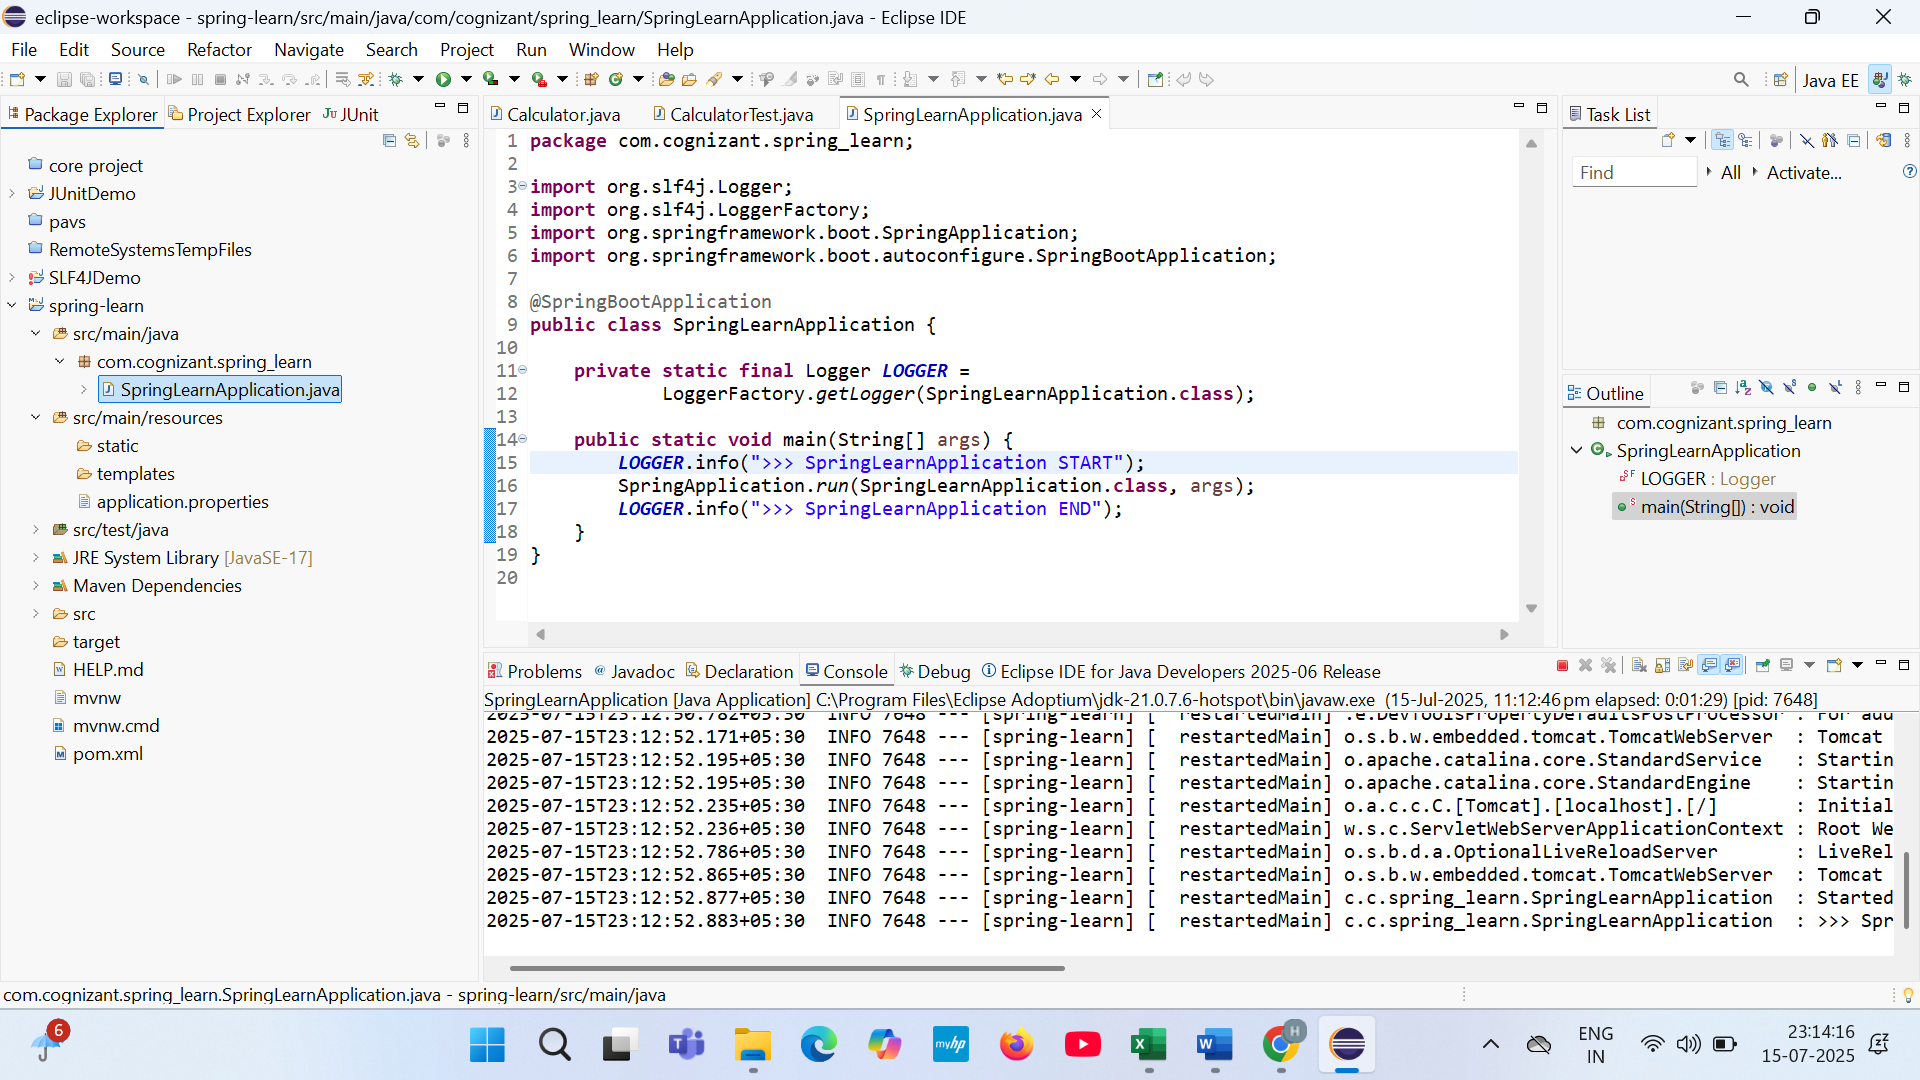 eclipse-workspace - spring-learn/src/main/java/com/cognizant/spring_learn/SpringLearnApplication.java - Eclipse IDE
File Edit Source Refactor Navigate Search Project Run Window Help
Java EE
Package Explorer Project Explorer JUnit
core project
JUnitDemo
pavs
RemoteSystemsTempFiles
SLF4JDemo
spring-learn
src/main/java
com.cognizant.spring_learn
SpringLearnApplication.java
src/main/resources
static
templates
application.properties
src/test/java
JRE System Library [JavaSE-17]
Maven Dependencies
src
target
HELP.md
mvnw
mvnw.cmd
pom.xml
Calculator.java CalculatorTest.java SpringLearnApplication.java
1 package com.cognizant.spring_learn;
2
3 import org.slf4j.Logger;
4 import org.slf4j.LoggerFactory;
5 import org.springframework.boot.SpringApplication;
6 import org.springframework.boot.autoconfigure.SpringBootApplication;
7
8 @SpringBootApplication
9 public class SpringLearnApplication {
10
11 private static final Logger LOGGER =
12 LoggerFactory.getLogger(SpringLearnApplication.class);
13
14 public static void main(String[] args) {
15 LOGGER.info(">>> SpringLearnApplication START");
16 SpringApplication.run(SpringLearnApplication.class, args);
17 LOGGER.info(">>> SpringLearnApplication END");
18 }
19 }
20
Task List
Find All Activate...
Outline
com.cognizant.spring_learn
SpringLearnApplication
LOGGER : Logger
main(String[]) : void
Problems Javadoc Declaration Console Debug Eclipse IDE for Java Developers 2025-06 Release
SpringLearnApplication [Java Application] C:\Program Files\Eclipse Adoptium\jdk-21.0.7.6-hotspot\bin\javaw.exe (15-Jul-2025, 11:12:46 pm elapsed: 0:01:29) [pid: 7648]
2025-07-15T23:12:50.782+05:30 INFO 7648 --- [spring-learn] [ restartedMain] .e.DevToolsPropertyDefaultsPostProcessor : For add
2025-07-15T23:12:52.171+05:30 INFO 7648 --- [spring-learn] [ restartedMain] o.s.b.w.embedded.tomcat.TomcatWebServer : Tomcat
2025-07-15T23:12:52.195+05:30 INFO 7648 --- [spring-learn] [ restartedMain] o.apache.catalina.core.StandardService : Startin
2025-07-15T23:12:52.195+05:30 INFO 7648 --- [spring-learn] [ restartedMain] o.apache.catalina.core.StandardEngine : Startin
2025-07-15T23:12:52.235+05:30 INFO 7648 --- [spring-learn] [ restartedMain] o.a.c.c.C.[Tomcat].[localhost].[/] : Initial
2025-07-15T23:12:52.236+05:30 INFO 7648 --- [spring-learn] [ restartedMain] w.s.c.ServletWebServerApplicationContext : Root We
2025-07-15T23:12:52.786+05:30 INFO 7648 --- [spring-learn] [ restartedMain] o.s.b.d.a.OptionalLiveReloadServer : LiveRel
2025-07-15T23:12:52.865+05:30 INFO 7648 --- [spring-learn] [ restartedMain] o.s.b.w.embedded.tomcat.TomcatWebServer : Tomcat
2025-07-15T23:12:52.877+05:30 INFO 7648 --- [spring-learn] [ restartedMain] c.c.spring_learn.SpringLearnApplication : Started
2025-07-15T23:12:52.883+05:30 INFO 7648 --- [spring-learn] [ restartedMain] c.c.spring_learn.SpringLearnApplication : >>> Spr
com.cognizant.spring_learn.SpringLearnApplication.java - spring-learn/src/main/java
6
myhp
H
ENG
IN
23:14:16
15-07-2025